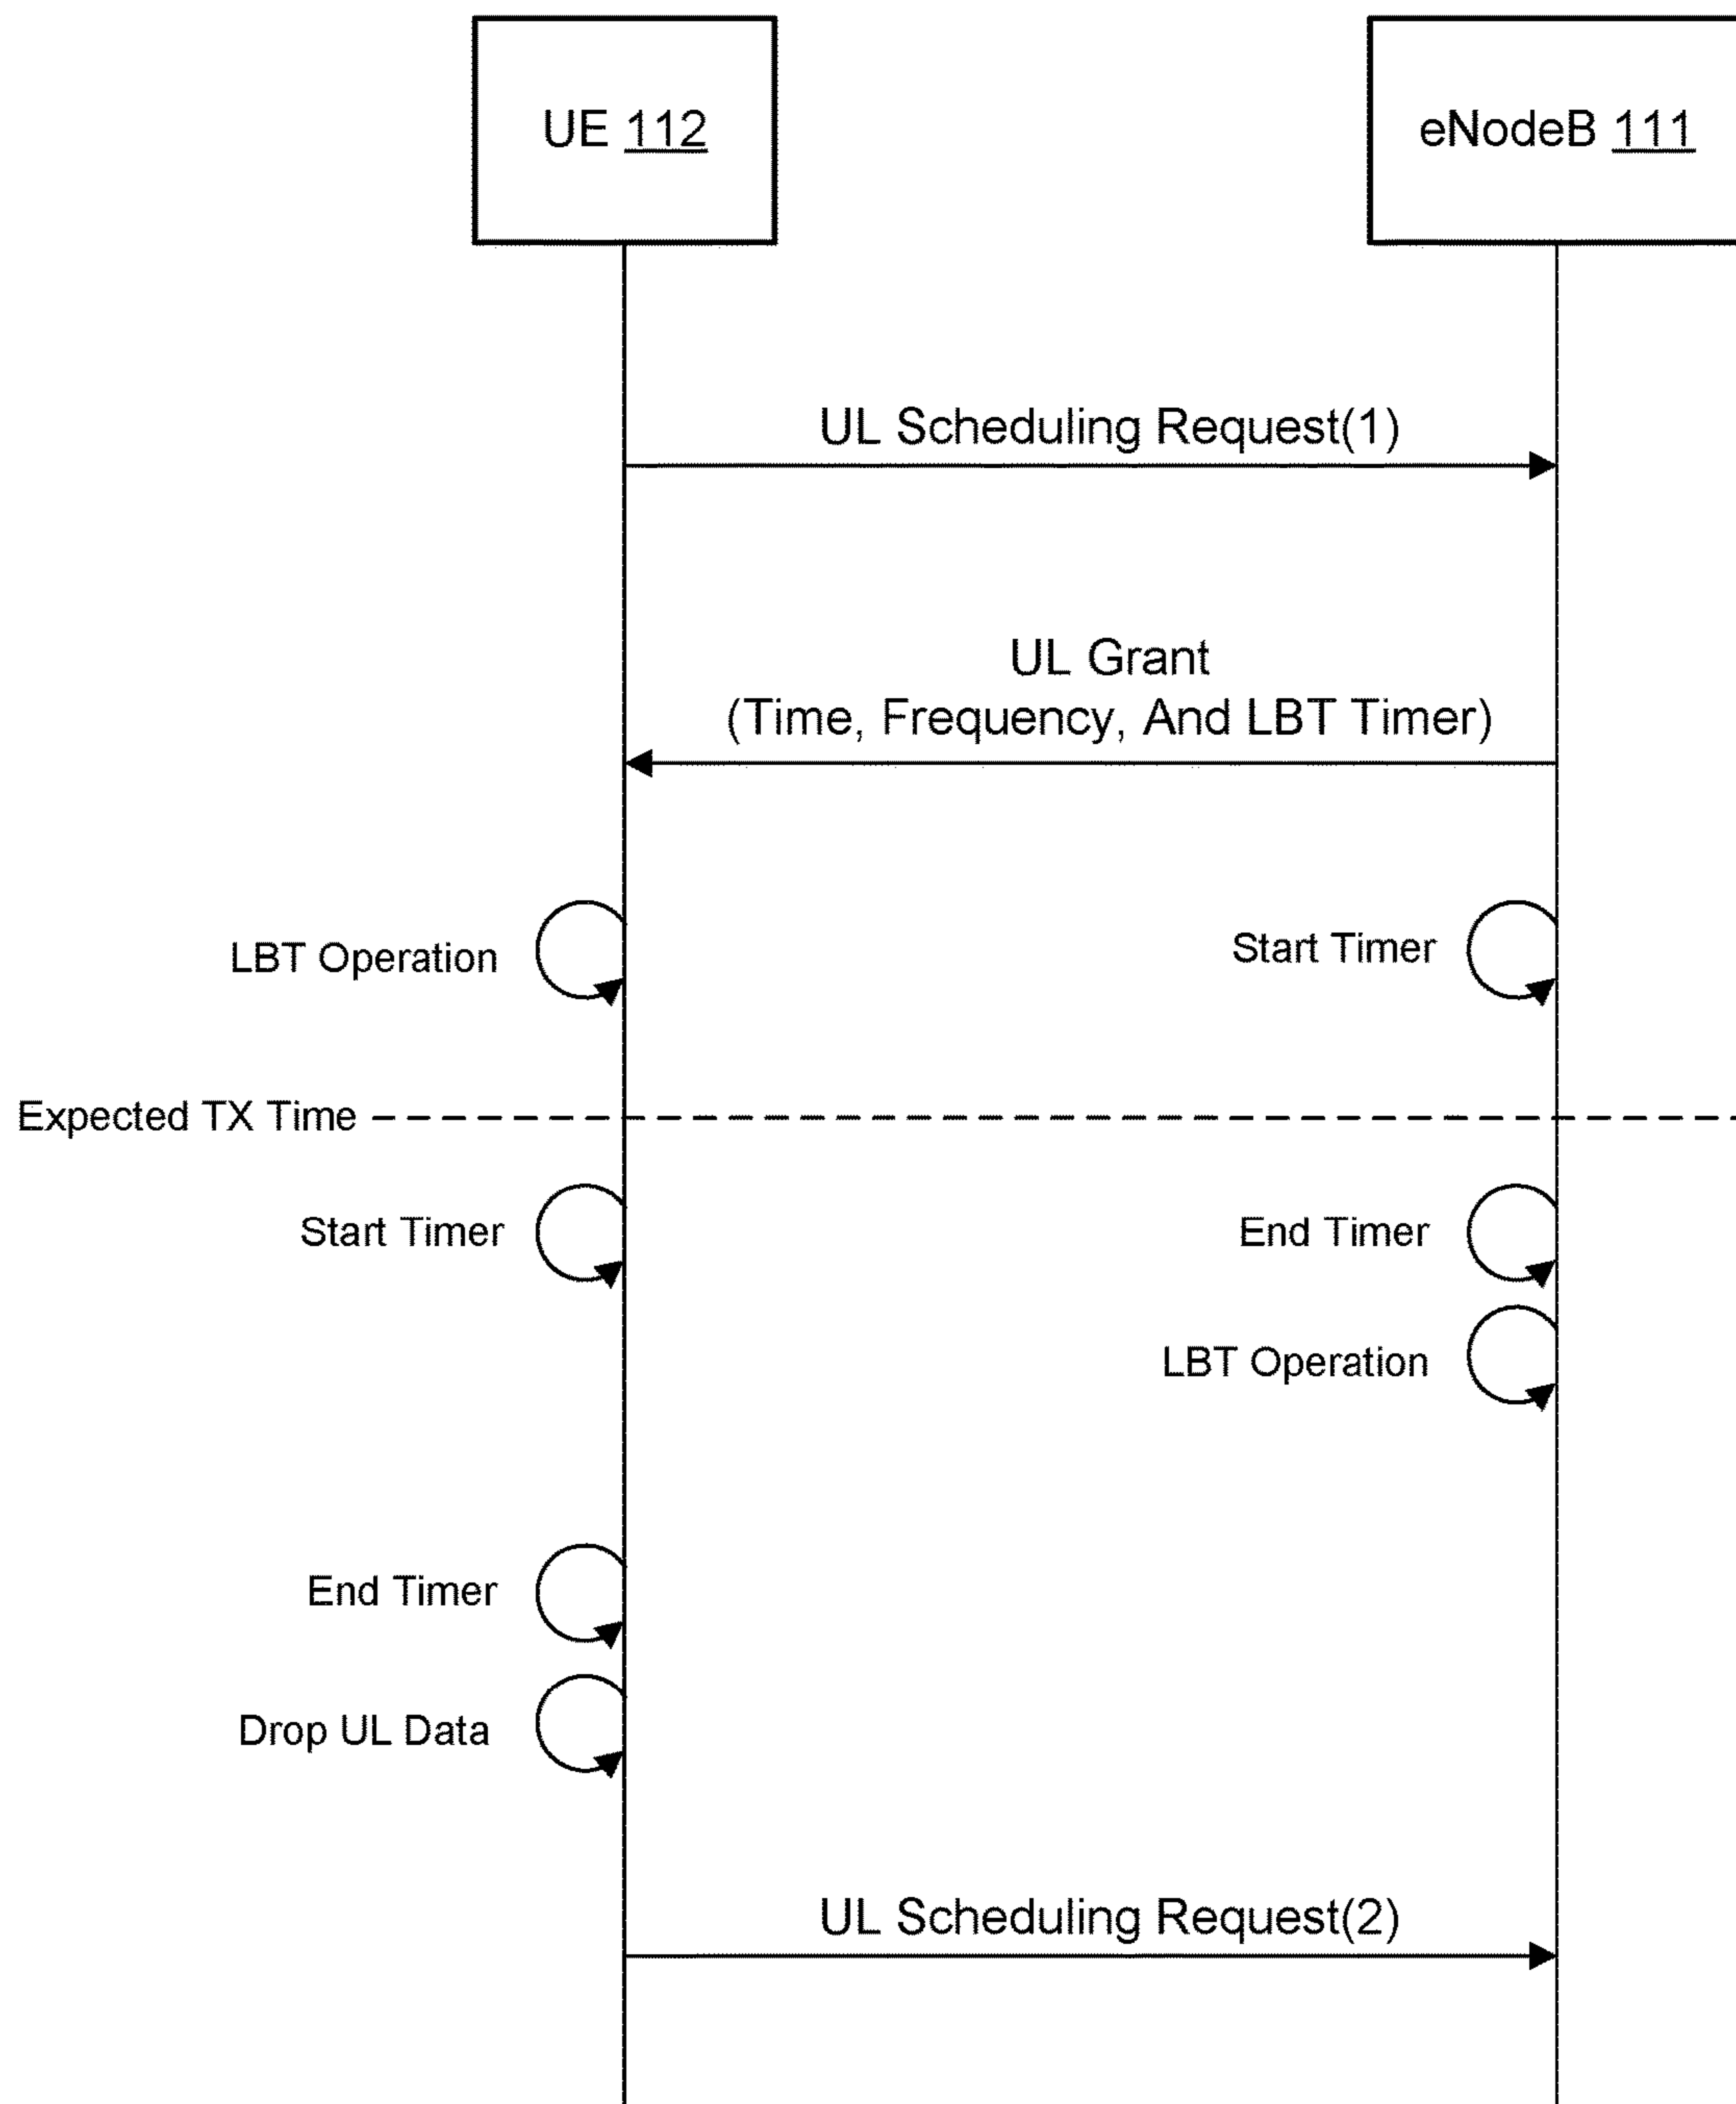 UE 112
eNodeB 111
UL Scheduling Request(1)
UL Grant
(Time, Frequency, And LBT Timer)
LBT Operation
Start Timer
Expected TX Time
Start Timer
End Timer
LBT Operation
End Timer
Drop UL Data
UL Scheduling Request(2)